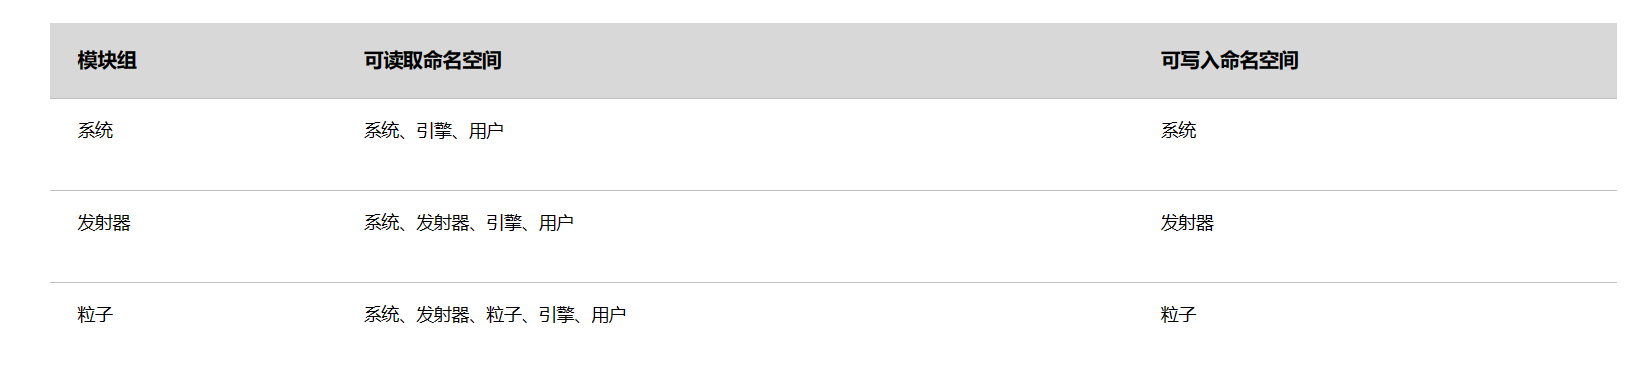 模块组 可读取命名空间 可写入命名空间
系统 系统、引擎、用户 系统
发射器 系统、发射器、引擎、用户 发射器
粒子 系统、发射器、粒子、引擎、用户 粒子